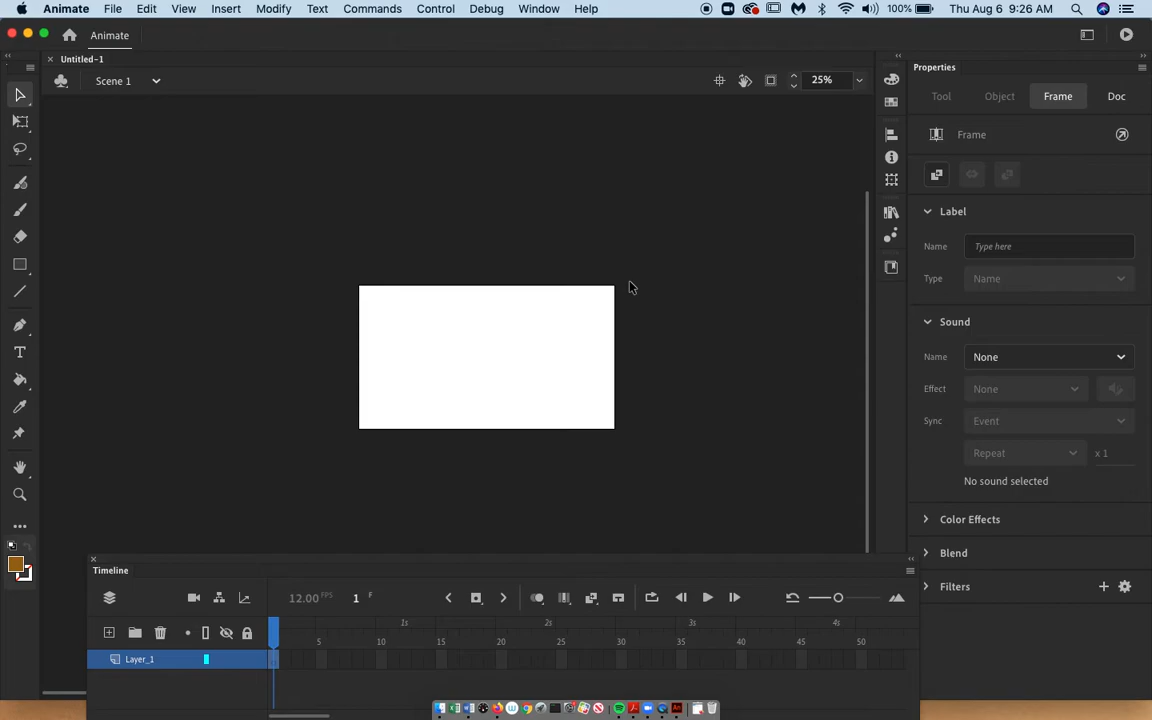 Animate File Edit View Insert Modify Text Commands Control Debug Window Help 100% Thu Aug 6 9:26 AM
Animate
Untitled-1
Scene 1 25%
Properties
Tool Object Frame Doc
Frame
Label
Name Type here
Type Name
Sound
Name None
Effect None
Sync Event
Repeat x 1
No sound selected
Color Effects
Blend
Filters
Timeline
12.00 FPS 1 F
1s 2s 3s 4s
5 10 15 20 25 30 35 40 45 50
Layer_1